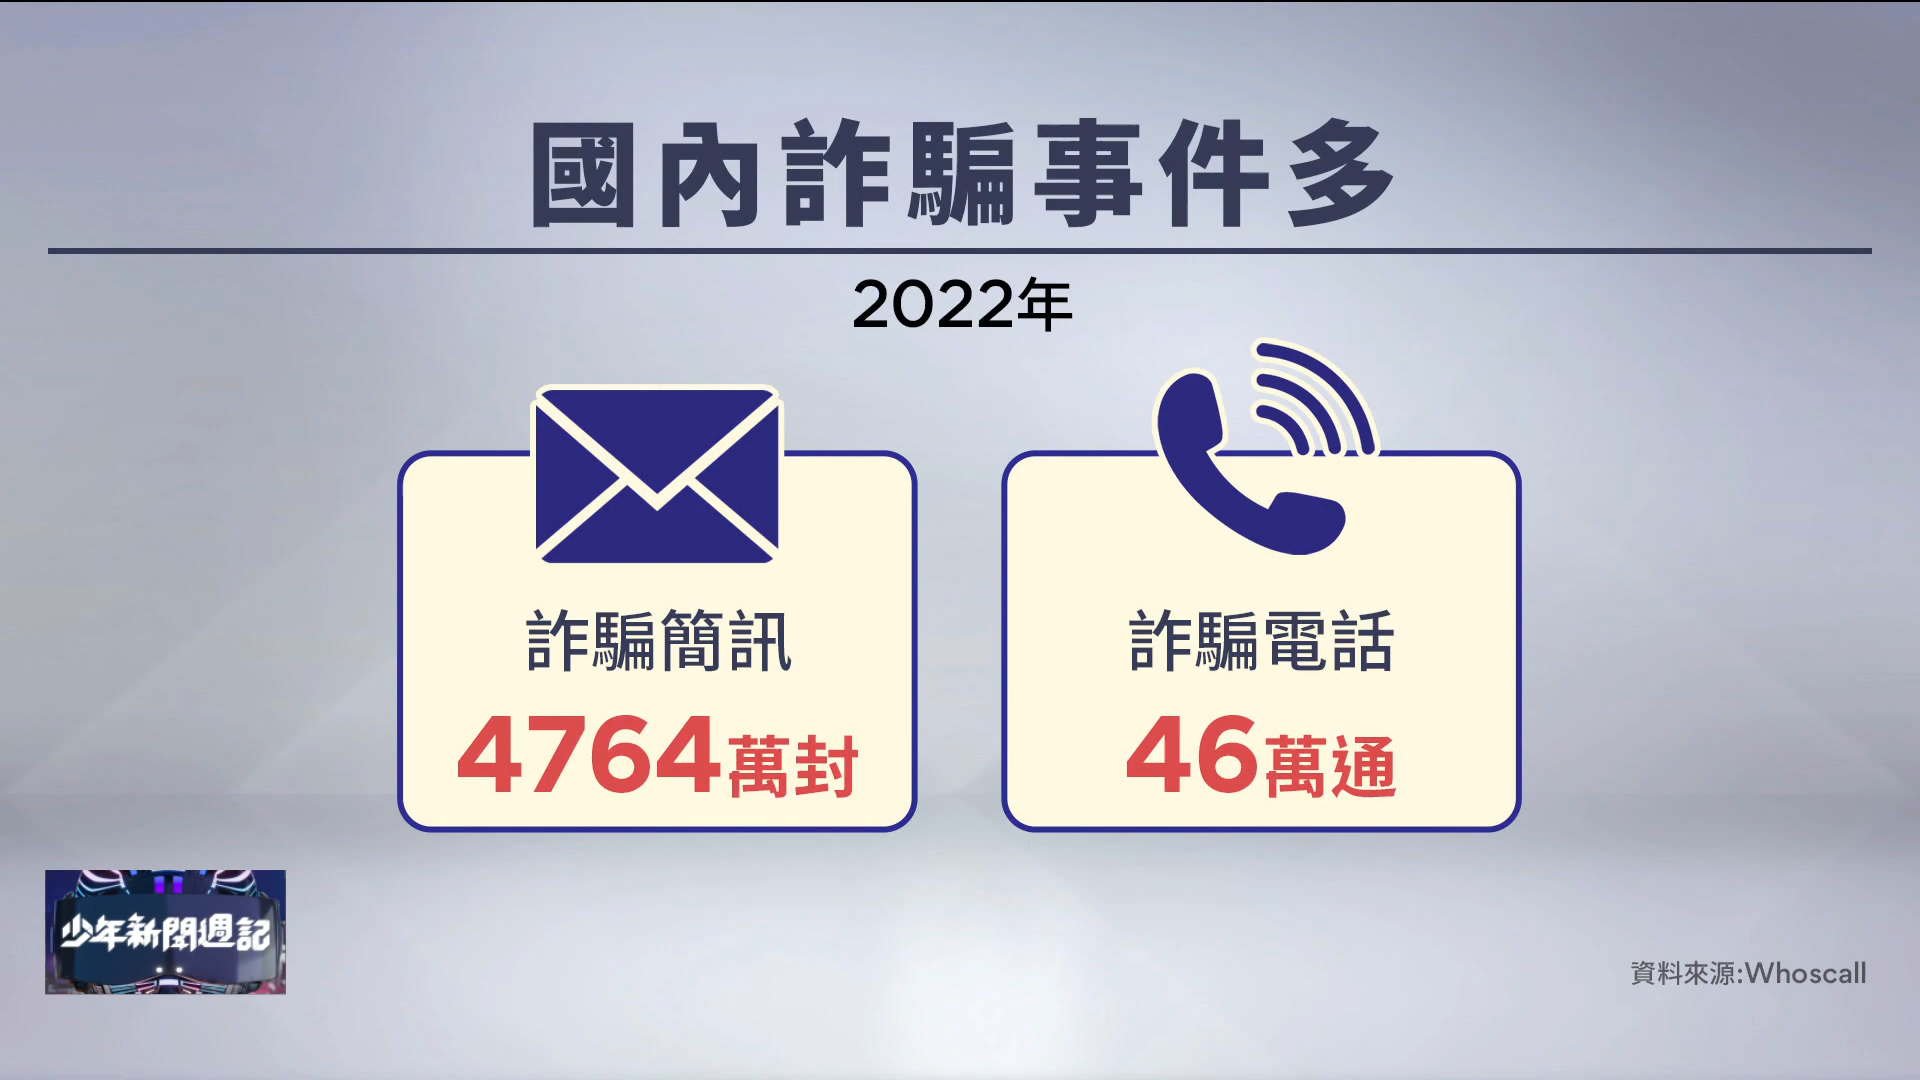 國內詐騙事件多
2022年
詐騙簡訊
4764萬封
詐騙電話
46萬通
少年新聞週記
資料來源:Whoscall